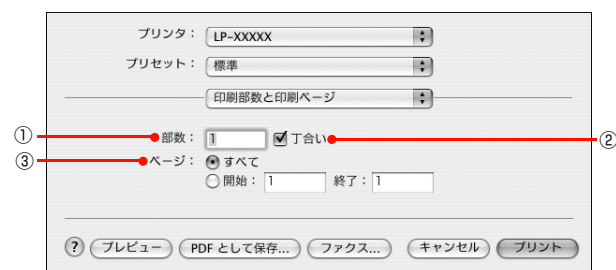 プリンタ： LP-XXXXX
プリセット： 標準
印刷部数と印刷ページ
① 部数： 1 丁合い ②
③ ページ： すべて
開始： 1 終了： 1
? プレビュー PDF として保存... ファクス... キャンセル プリント